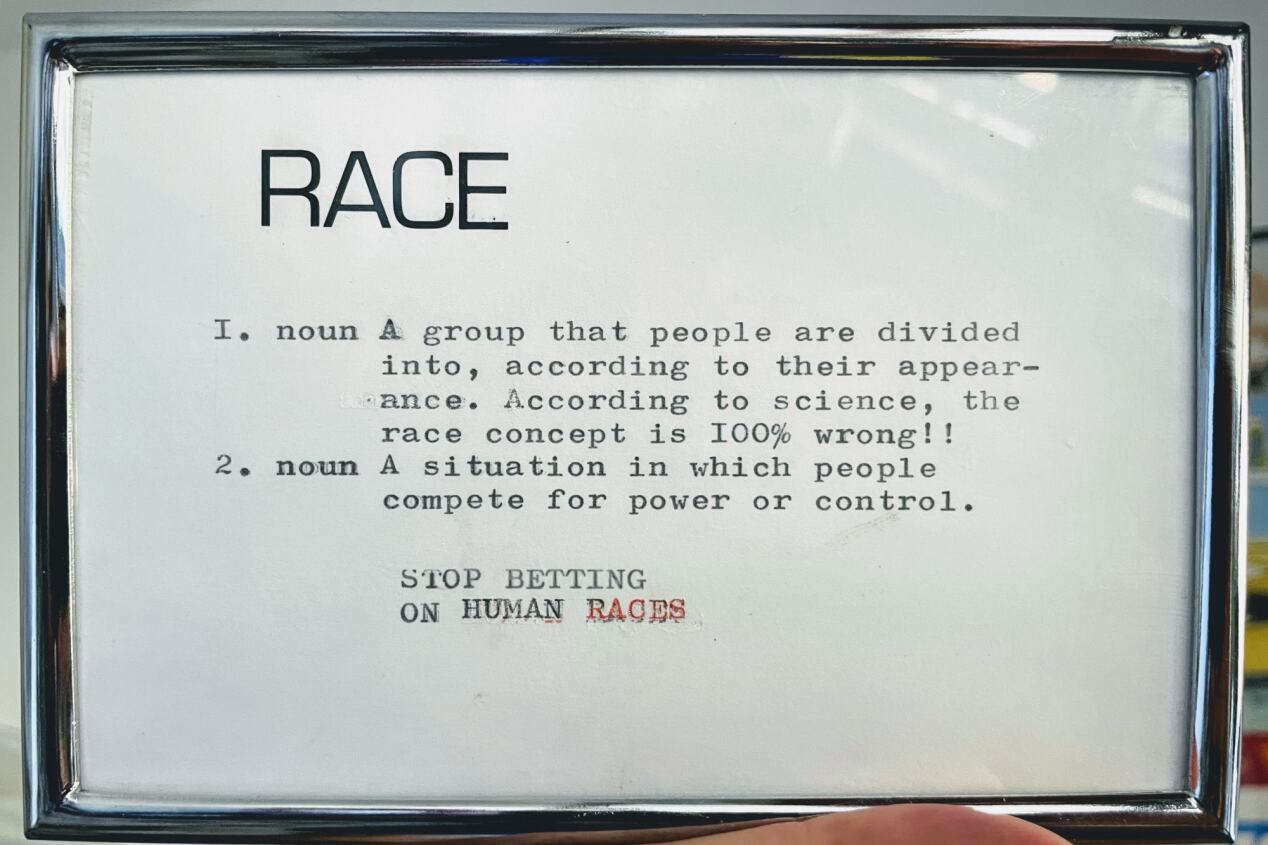 RACE
I. noun A group that people are divided
into, according to their appear-
ance. According to science, the
race concept is I00% wrong!!
2. noun A situation in which people
compete for power or control.
STOP BETTING
ON HUMAN RACES